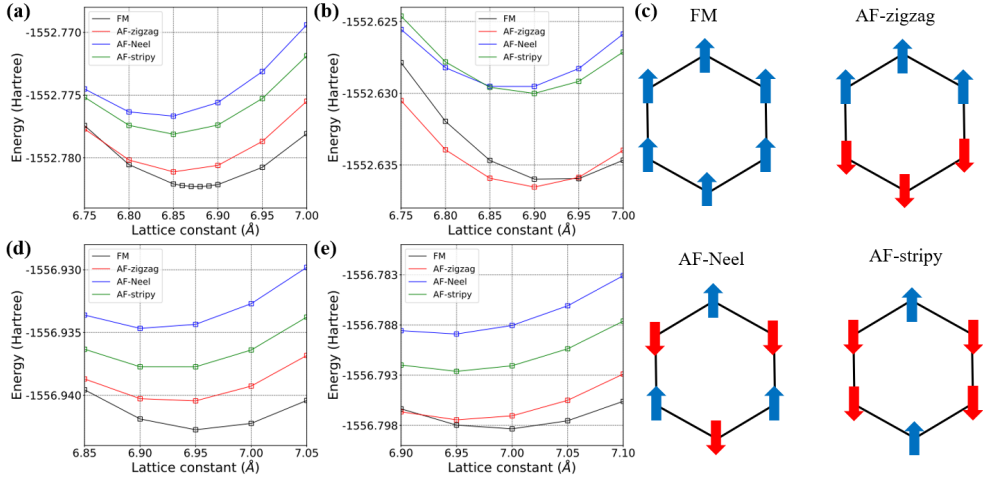 (a)
FM
AF-zigzag
AF-Neel
AF-stripy
-1552.770
-1552.775
-1552.780
Energy (Hartree)
6.75 6.80 6.85 6.90 6.95 7.00
Lattice constant (Å)
(b)
FM
AF-zigzag
AF-Neel
AF-stripy
-1552.625
-1552.630
-1552.635
Energy (Hartree)
6.75 6.80 6.85 6.90 6.95 7.00
Lattice constant (Å)
(c)
FM
AF-zigzag
AF-Neel
AF-stripy
(d)
FM
AF-zigzag
AF-Neel
AF-stripy
-1556.930
-1556.935
-1556.940
Energy (Hartree)
6.85 6.90 6.95 7.00 7.05
Lattice constant (Å)
(e)
FM
AF-zigzag
AF-Neel
AF-stripy
-1556.783
-1556.788
-1556.793
-1556.798
Energy (Hartree)
6.90 6.95 7.00 7.05 7.10
Lattice constant (Å)